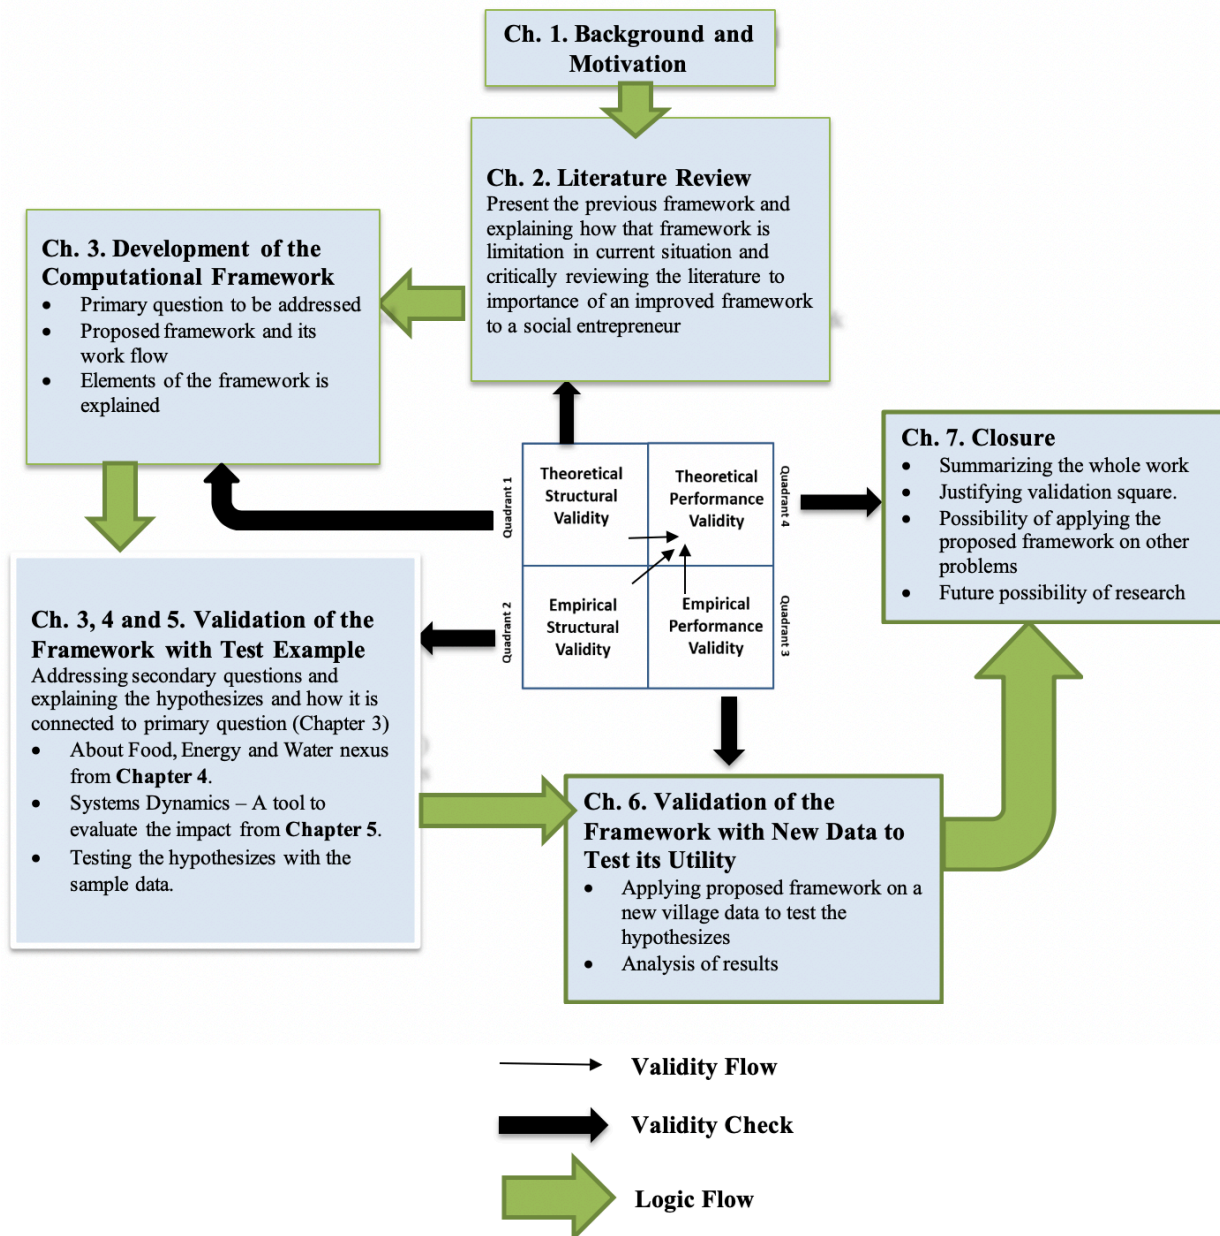 Ch. 1. Background and
Motivation
Ch. 2. Literature Review
Present the previous framework and
explaining how that framework is
limitation in current situation and
critically reviewing the literature to
importance of an improved framework
to a social entrepreneur
Ch. 3. Development of the
Computational Framework
• Primary question to be addressed
• Proposed framework and its
work flow
• Elements of the framework is
explained
Quadrant 1
Theoretical
Structural
Validity
Theoretical
Performance
Validity
Quadrant 4
Quadrant 2
Empirical
Structural
Validity
Empirical
Performance
Validity
Quadrant 3
Ch. 7. Closure
• Summarizing the whole work
• Justifying validation square.
• Possibility of applying the
proposed framework on other
problems
• Future possibility of research
Ch. 3, 4 and 5. Validation of the
Framework with Test Example
Addressing secondary questions and
explaining the hypothesizes and how it is
connected to primary question (Chapter 3)
• About Food, Energy and Water nexus
from Chapter 4.
• Systems Dynamics – A tool to
evaluate the impact from Chapter 5.
• Testing the hypothesizes with the
sample data.
Ch. 6. Validation of the
Framework with New Data to
Test its Utility
• Applying proposed framework on a
new village data to test the
hypothesizes
• Analysis of results
Validity Flow
Validity Check
Logic Flow